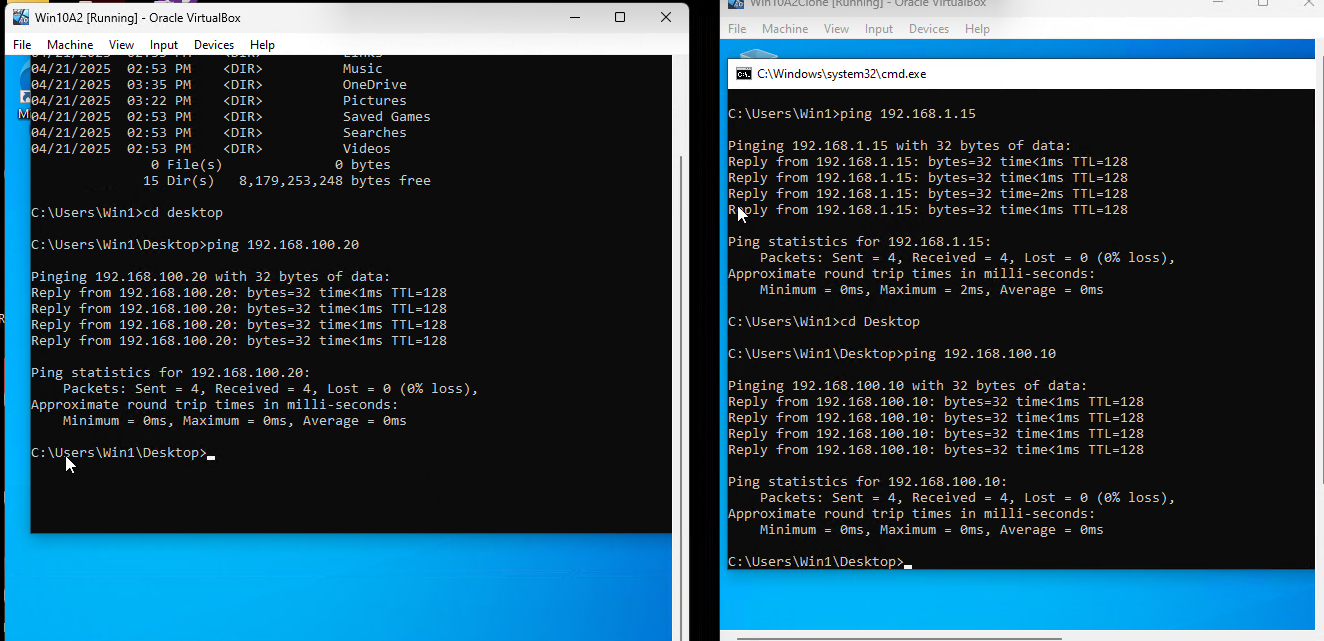 Win10A2 [Running] - Oracle VirtualBox
File Machine View Input Devices Help
04/21/2025 02:53 PM <DIR> Links
04/21/2025 02:53 PM <DIR> Music
04/21/2025 03:35 PM <DIR> OneDrive
04/21/2025 03:22 PM <DIR> Pictures
04/21/2025 02:53 PM <DIR> Saved Games
04/21/2025 02:53 PM <DIR> Searches
04/21/2025 02:53 PM <DIR> Videos
0 File(s) 0 bytes
15 Dir(s) 8,179,253,248 bytes free
C:\Users\Win1>cd desktop
C:\Users\Win1\Desktop>ping 192.168.100.20
Pinging 192.168.100.20 with 32 bytes of data:
Reply from 192.168.100.20: bytes=32 time<1ms TTL=128
Reply from 192.168.100.20: bytes=32 time<1ms TTL=128
Reply from 192.168.100.20: bytes=32 time<1ms TTL=128
Reply from 192.168.100.20: bytes=32 time<1ms TTL=128
Ping statistics for 192.168.100.20:
Packets: Sent = 4, Received = 4, Lost = 0 (0% loss),
Approximate round trip times in milli-seconds:
Minimum = 0ms, Maximum = 0ms, Average = 0ms
C:\Users\Win1\Desktop>
Win10A2Clone [Running] - Oracle VirtualBox
File Machine View Input Devices Help
C:\Windows\system32\cmd.exe
C:\Users\Win1>ping 192.168.1.15
Pinging 192.168.1.15 with 32 bytes of data:
Reply from 192.168.1.15: bytes=32 time<1ms TTL=128
Reply from 192.168.1.15: bytes=32 time<1ms TTL=128
Reply from 192.168.1.15: bytes=32 time=2ms TTL=128
Reply from 192.168.1.15: bytes=32 time<1ms TTL=128
Ping statistics for 192.168.1.15:
Packets: Sent = 4, Received = 4, Lost = 0 (0% loss),
Approximate round trip times in milli-seconds:
Minimum = 0ms, Maximum = 2ms, Average = 0ms
C:\Users\Win1>cd Desktop
C:\Users\Win1\Desktop>ping 192.168.100.10
Pinging 192.168.100.10 with 32 bytes of data:
Reply from 192.168.100.10: bytes=32 time<1ms TTL=128
Reply from 192.168.100.10: bytes=32 time<1ms TTL=128
Reply from 192.168.100.10: bytes=32 time<1ms TTL=128
Reply from 192.168.100.10: bytes=32 time<1ms TTL=128
Ping statistics for 192.168.100.10:
Packets: Sent = 4, Received = 4, Lost = 0 (0% loss),
Approximate round trip times in milli-seconds:
Minimum = 0ms, Maximum = 0ms, Average = 0ms
C:\Users\Win1\Desktop>